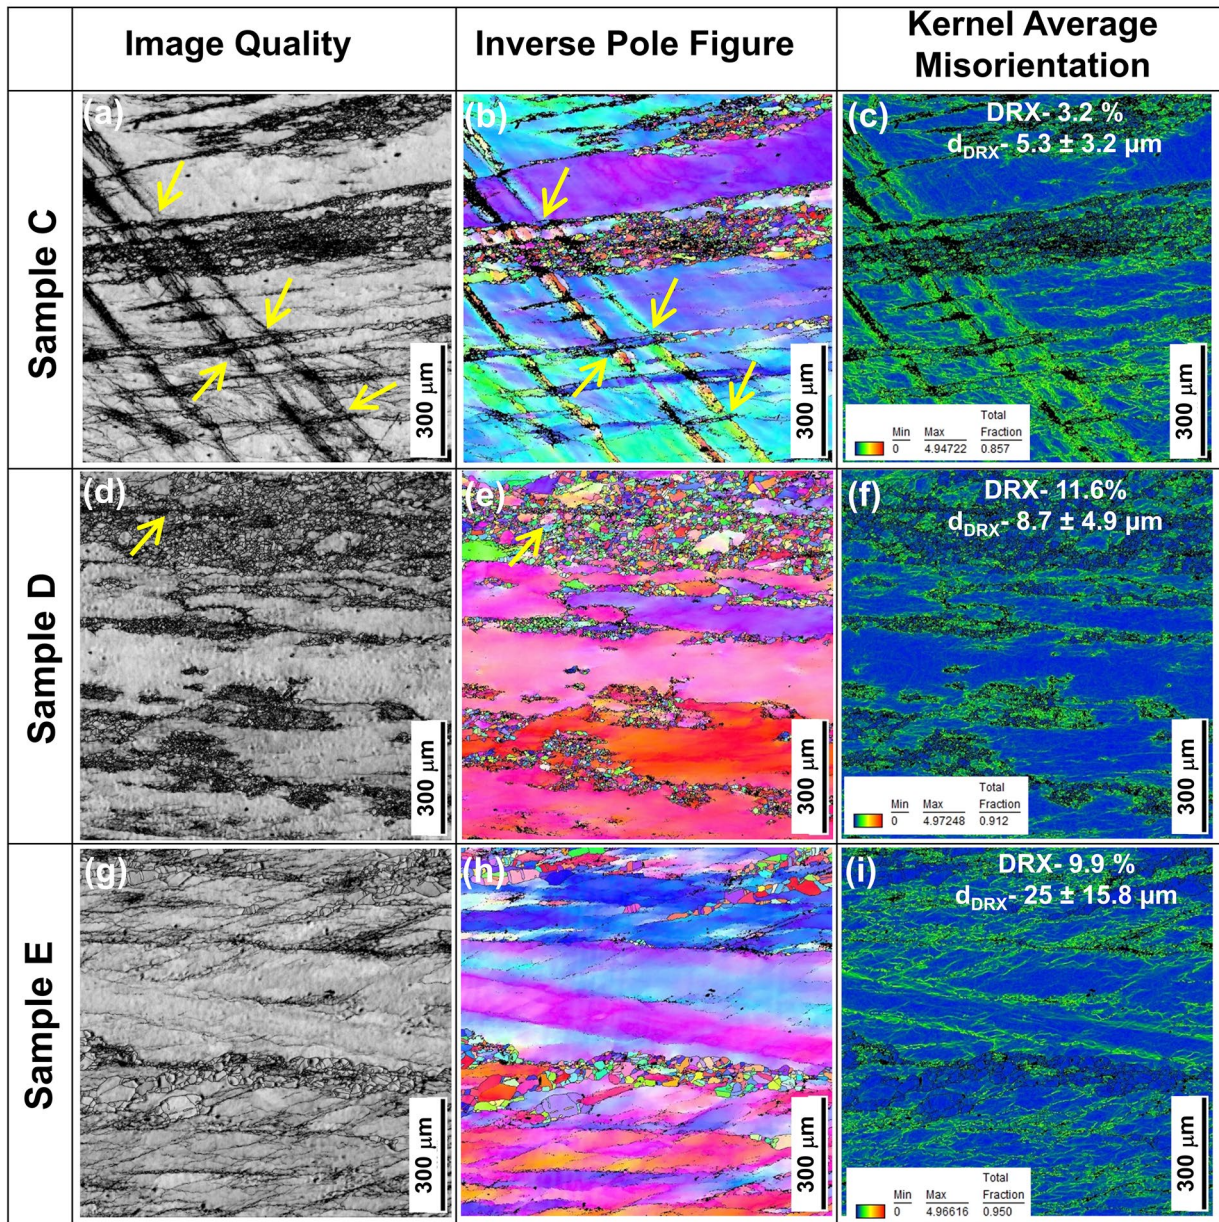 Image Quality
Inverse Pole Figure
Kernel Average
Misorientation
Sample C
(a)
300 µm
(b)
300 µm
(c)
DRX- 3.2 %
dDRX- 5.3 ± 3.2 µm
300 µm
Total
Min Max Fraction
0 4.94722 0.857
Sample D
(d)
300 µm
(e)
300 µm
(f)
DRX- 11.6%
dDRX- 8.7 ± 4.9 µm
300 µm
Total
Min Max Fraction
0 4.97248 0.912
Sample E
(g)
300 µm
(h)
300 µm
(i)
DRX- 9.9 %
dDRX- 25 ± 15.8 µm
300 µm
Total
Min Max Fraction
0 4.96616 0.950